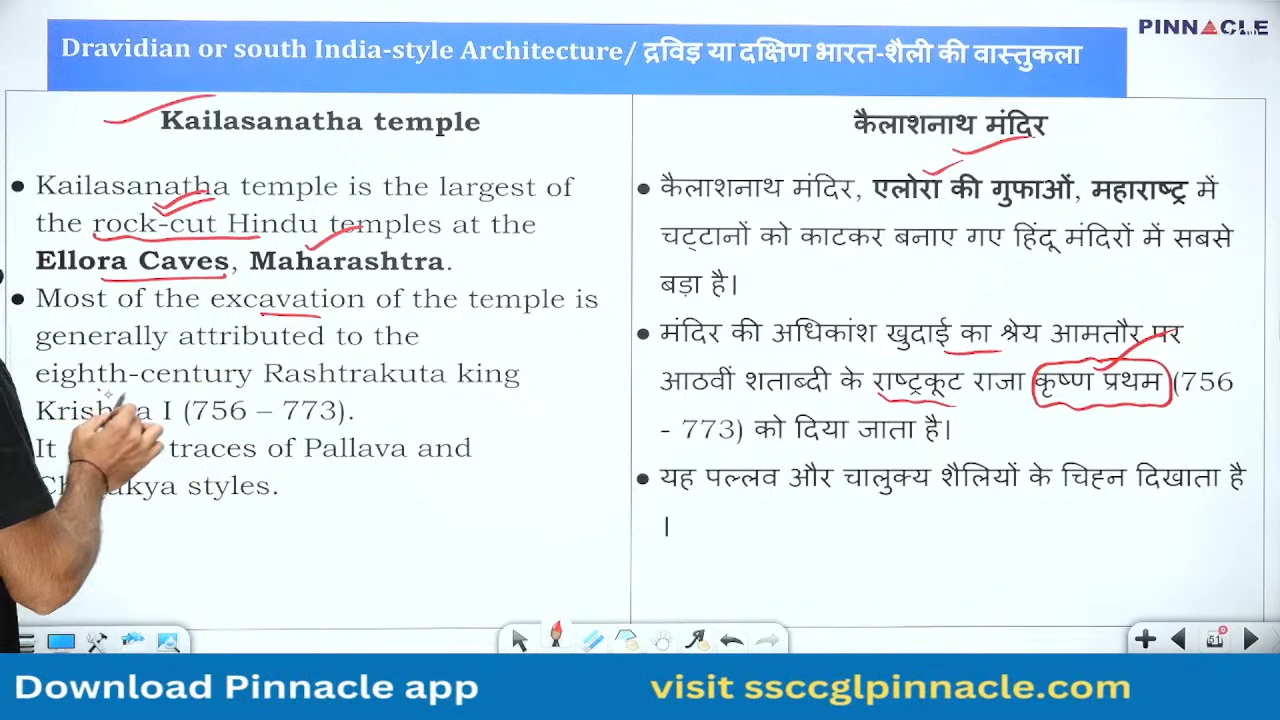 PINNACLE
Dravidian or south India-style Architecture/ द्रविड़ या दक्षिण भारत-शैली की वास्तुकला
Kailasanatha temple
• Kailasanatha temple is the largest of
the rock-cut Hindu temples at the
Ellora Caves, Maharashtra.
• Most of the excavation of the temple is
generally attributed to the
eighth-century Rashtrakuta king
I (756 – 773).
It traces of Pallava and
styles.
कैलाशनाथ मंदिर
• कैलाशनाथ मंदिर, एलोरा की गुफाओं, महाराष्ट्र में
चट्टानों को काटकर बनाए गए हिंदू मंदिरों में सबसे
बड़ा है।
• मंदिर की अधिकांश खुदाई का श्रेय आमतौर पर
आठवीं शताब्दी के राष्ट्रकूट राजा कृष्ण प्रथम (756
- 773) को दिया जाता है।
• यह पल्लव और चालुक्य शैलियों के चिह्न दिखाता है
।
51
Download Pinnacle app
visit ssccglpinnacle.com